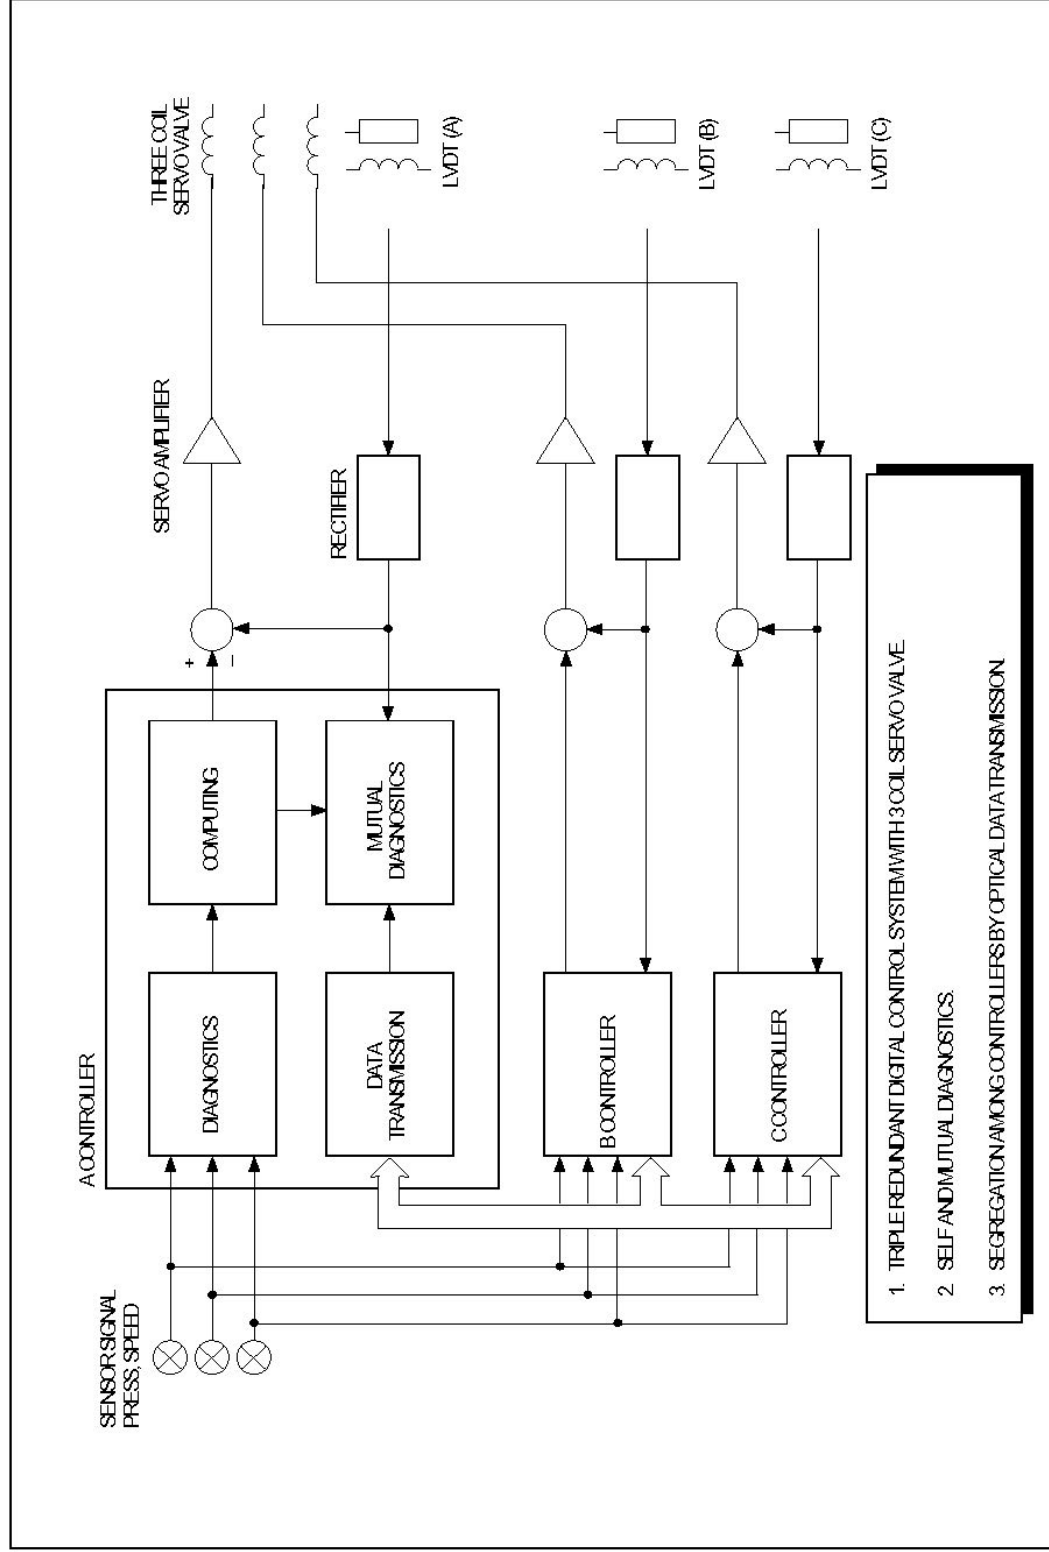 THREE COIL
SERVO VALVE
SERVO AMPLIFIER
LVDT (A)
RECTIFIER
LVDT (B)
LVDT (C)
+
−
A CONTROLLER
DIAGNOSTICS
COMPUTING
DATA
TRANSMISSION
MUTUAL
DIAGNOSTICS
B CONTROLLER
C CONTROLLER
SENSOR SIGNAL
PRESS, SPEED
1. TRIPLE REDUNDANT DIGITAL CONTROL SYSTEM WITH 3 COIL SERVO VALVE.
2. SELF AND MUTUAL DIAGNOSTICS.
3. SEGREGATION AMONG CONTROLLERS BY OPTICAL DATA TRANSMISSION.